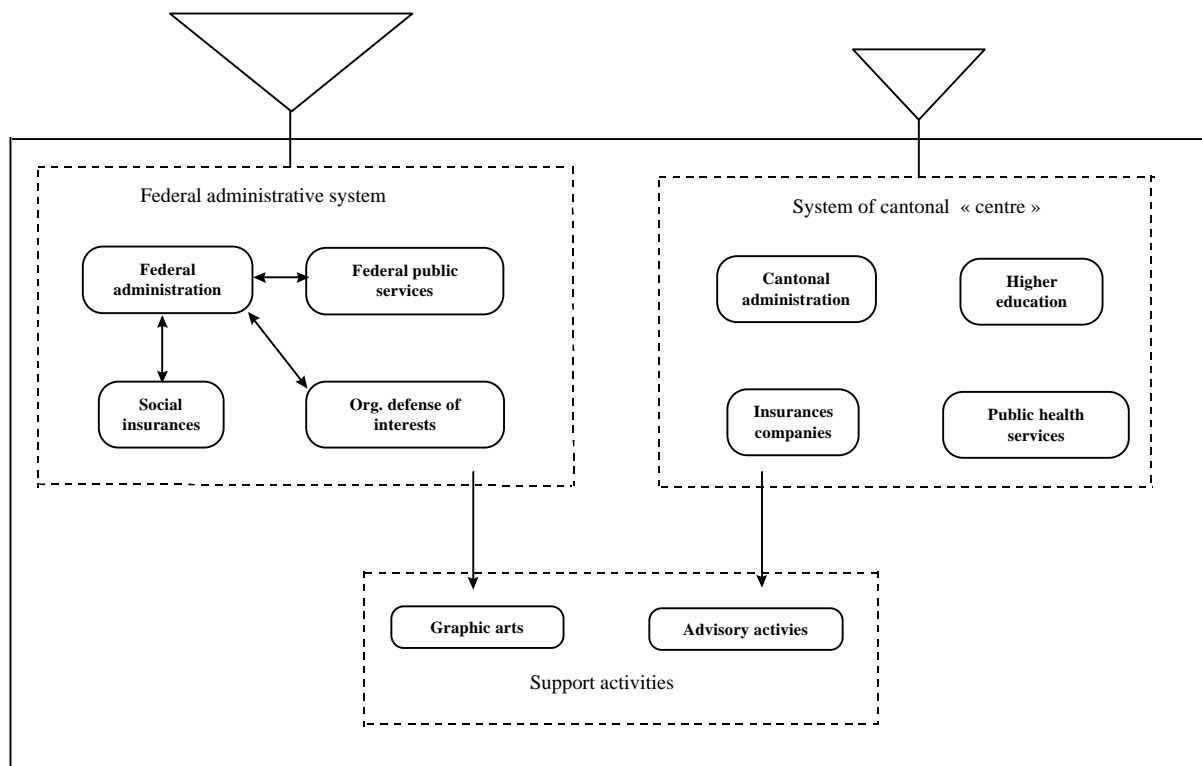 Federal administrative system
Federal
administration
Federal public
services
Social
insurances
Org. defense of
interests
System of cantonal « centre »
Cantonal
administration
Higher
education
Insurances
companies
Public health
services
Graphic arts
Advisory activies
Support activities